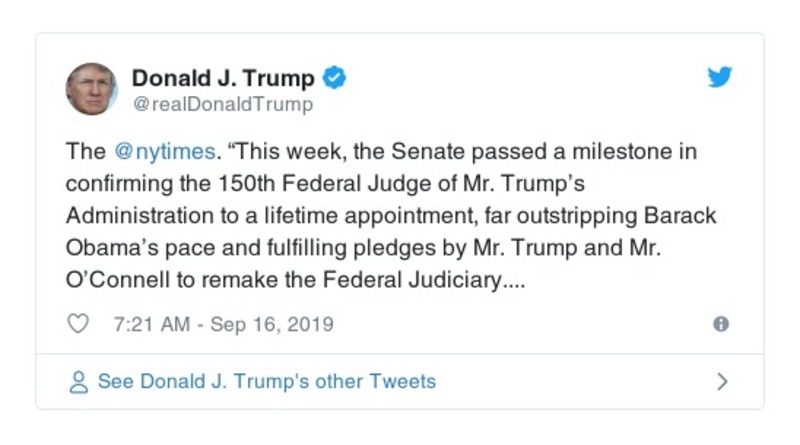 Donald J. Trump
@realDonaldTrump
The @nytimes. “This week, the Senate passed a milestone in
confirming the 150th Federal Judge of Mr. Trump’s
Administration to a lifetime appointment, far outstripping Barack
Obama’s pace and fulfilling pledges by Mr. Trump and Mr.
O’Connell to remake the Federal Judiciary....
7:21 AM - Sep 16, 2019
See Donald J. Trump's other Tweets